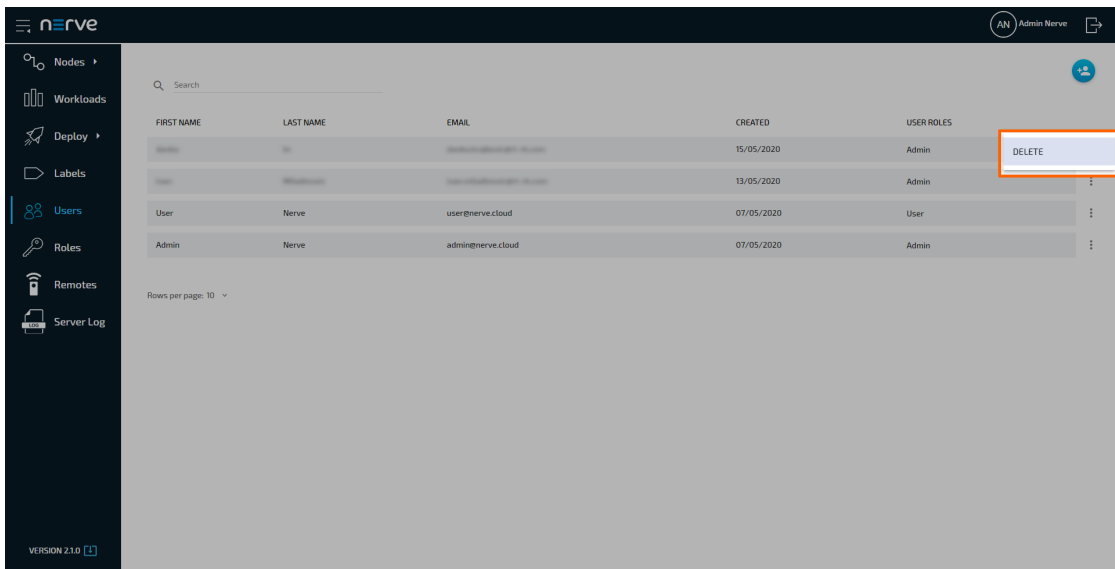 nerve
AN Admin Nerve
Nodes
Workloads
Deploy
Labels
Users
Roles
Remotes
LOG Server Log
VERSION 2.1.0
Search
FIRST NAME LAST NAME EMAIL CREATED USER ROLES
15/05/2020 Admin
DELETE
13/05/2020 Admin
User Nerve user@nerve.cloud 07/05/2020 User
Admin Nerve admin@nerve.cloud 07/05/2020 Admin
Rows per page: 10